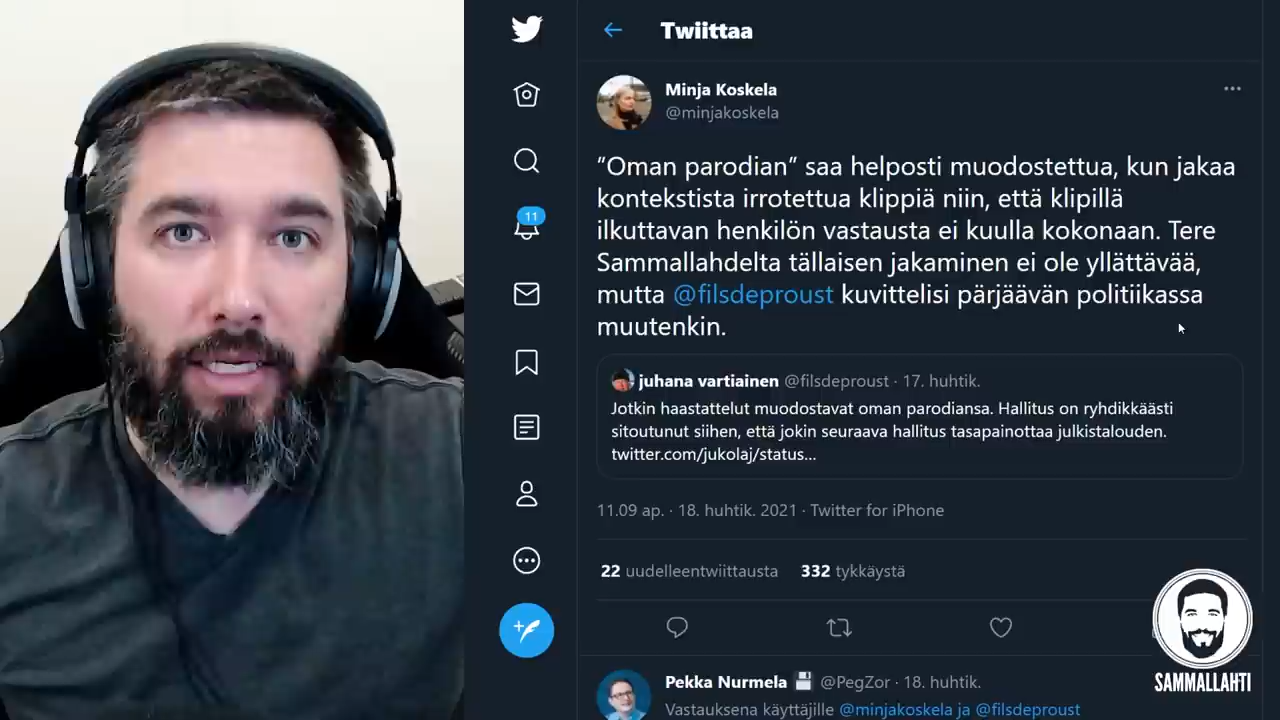 Twiittaa
Minja Koskela
@minjakoskela
”Oman parodian” saa helposti muodostettua, kun jakaa
kontekstista irrotettua klippiä niin, että klipillä
ilkuttavan henkilön vastausta ei kuulla kokonaan. Tere
Sammallahdelta tällaisen jakaminen ei ole yllättävää,
mutta @filsdeproust kuvittelisi pärjäävän politiikassa
muutenkin.
juhana vartiainen @filsdeproust · 17. huhtik.
Jotkin haastattelut muodostavat oman parodiansa. Hallitus on ryhdikkäästi
sitoutunut siihen, että jokin seuraava hallitus tasapainottaa julkistalouden.
twitter.com/jukolaj/status...
11.09 ap. · 18. huhtik. 2021 · Twitter for iPhone
22 uudelleentwiittausta 332 tykkäystä
Pekka Nurmela 💾 @PegZor · 18. huhtik.
Vastauksena käyttäjille @minjakoskela ja @filsdeproust
11
SAMMALLAHTI